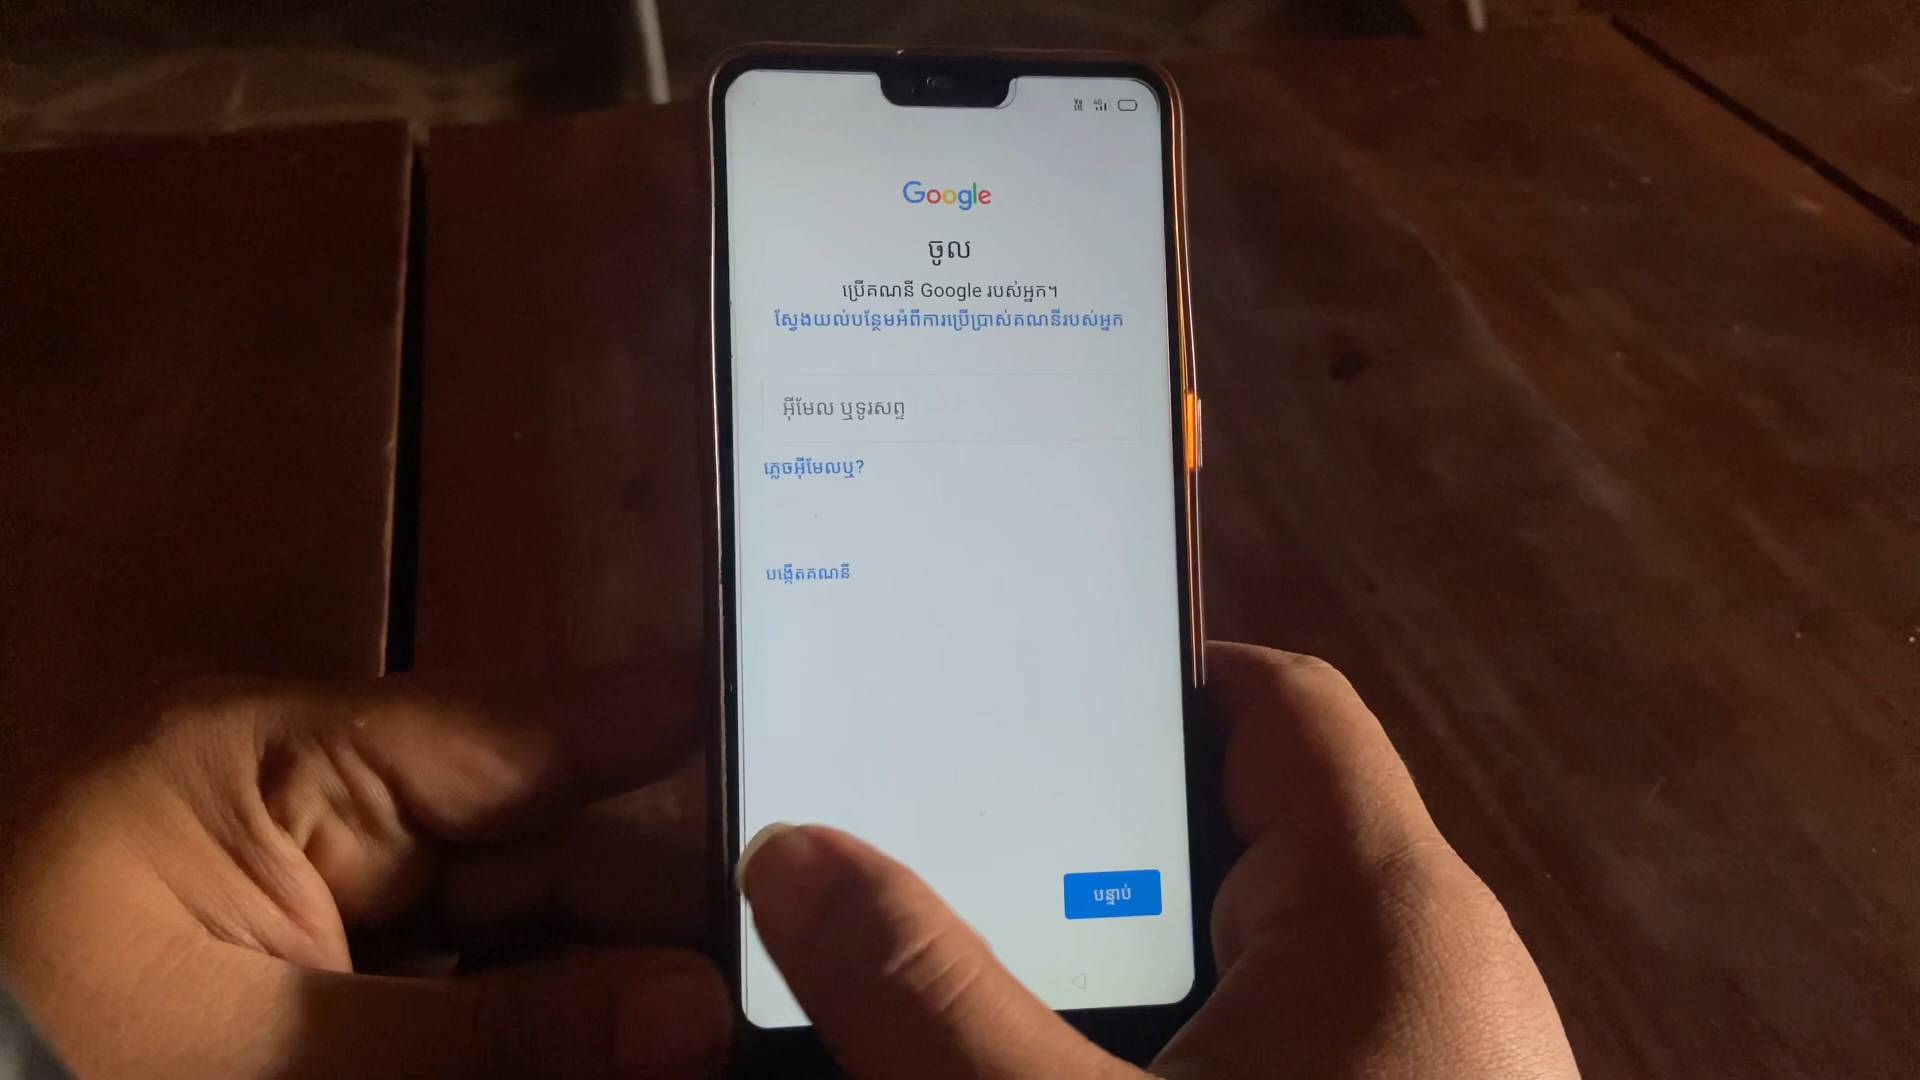 Google
ចូល
ប្រើគណនី Google របស់អ្នក។
ស្វែងយល់បន្ថែមអំពីការប្រើប្រាស់គណនីរបស់អ្នក
អ៊ីមែល ឬទូរសព្ទ
ភ្លេចអ៊ីមែលឬ?
បង្កើតគណនី
បន្ទាប់